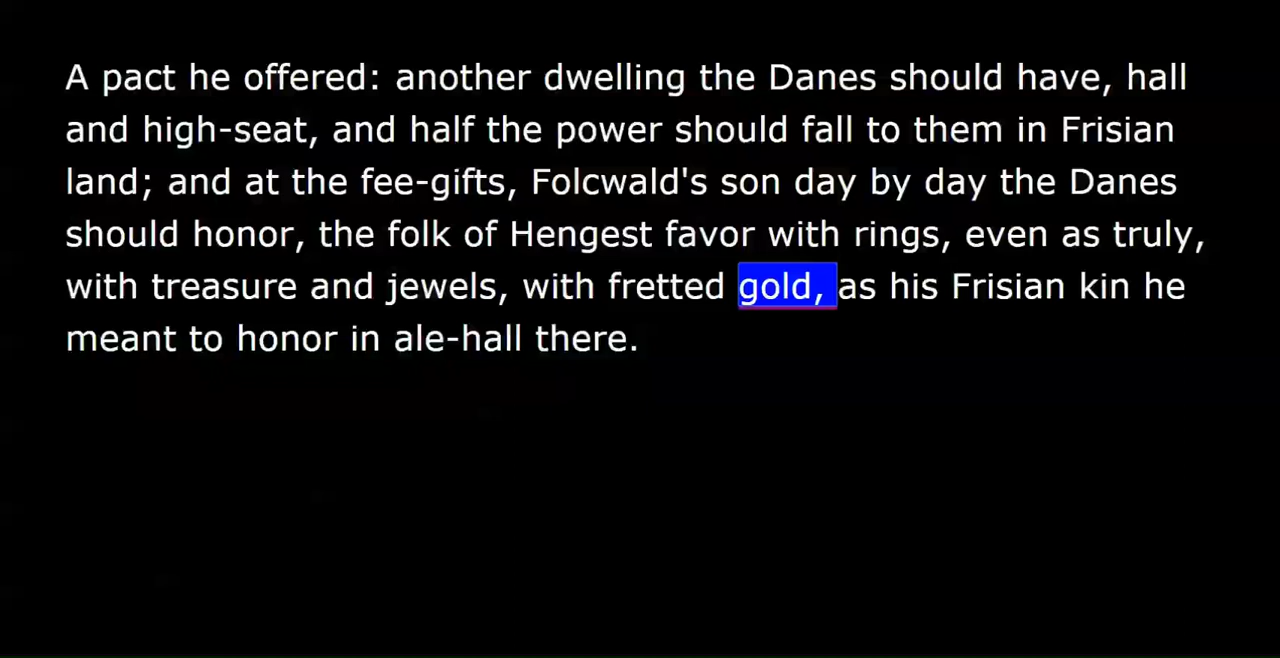 A pact he offered: another dwelling the Danes should have, hall
and high-seat, and half the power should fall to them in Frisian
land; and at the fee-gifts, Folcwald's son day by day the Danes
should honor, the folk of Hengest favor with rings, even as truly,
with treasure and jewels, with fretted gold, as his Frisian kin he
meant to honor in ale-hall there.